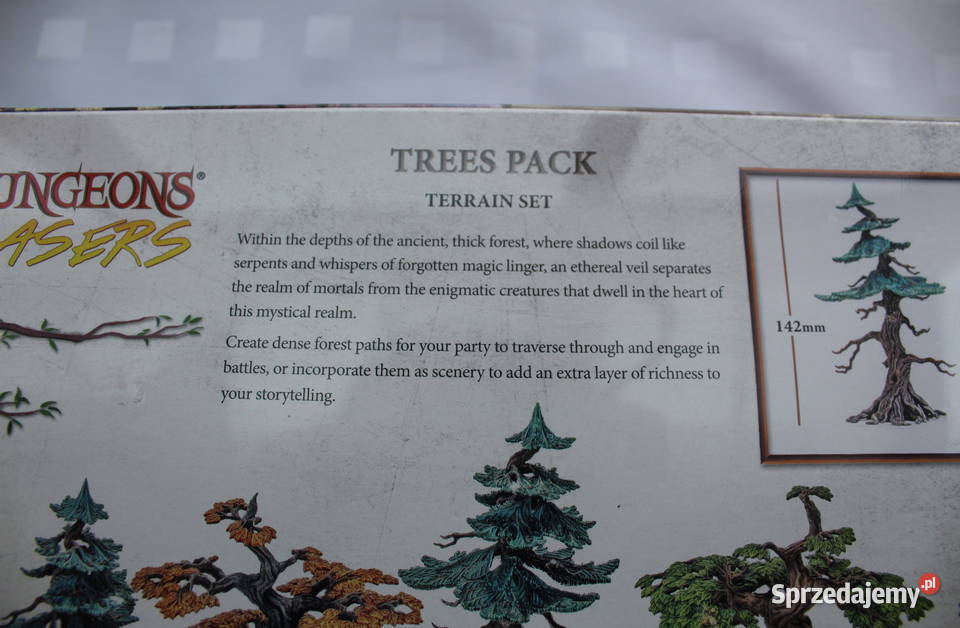 TREES PACK
TERRAIN SET
UNGEONS®
ASERS
Within the depths of the ancient, thick forest, where shadows coil like
serpents and whispers of forgotten magic linger, an ethereal veil separates
the realm of mortals from the enigmatic creatures that dwell in the heart of
this mystical realm.
Create dense forest paths for your party to traverse through and engage in
battles, or incorporate them as scenery to add an extra layer of richness to
your storytelling.
142mm
Sprzedajemy.pl